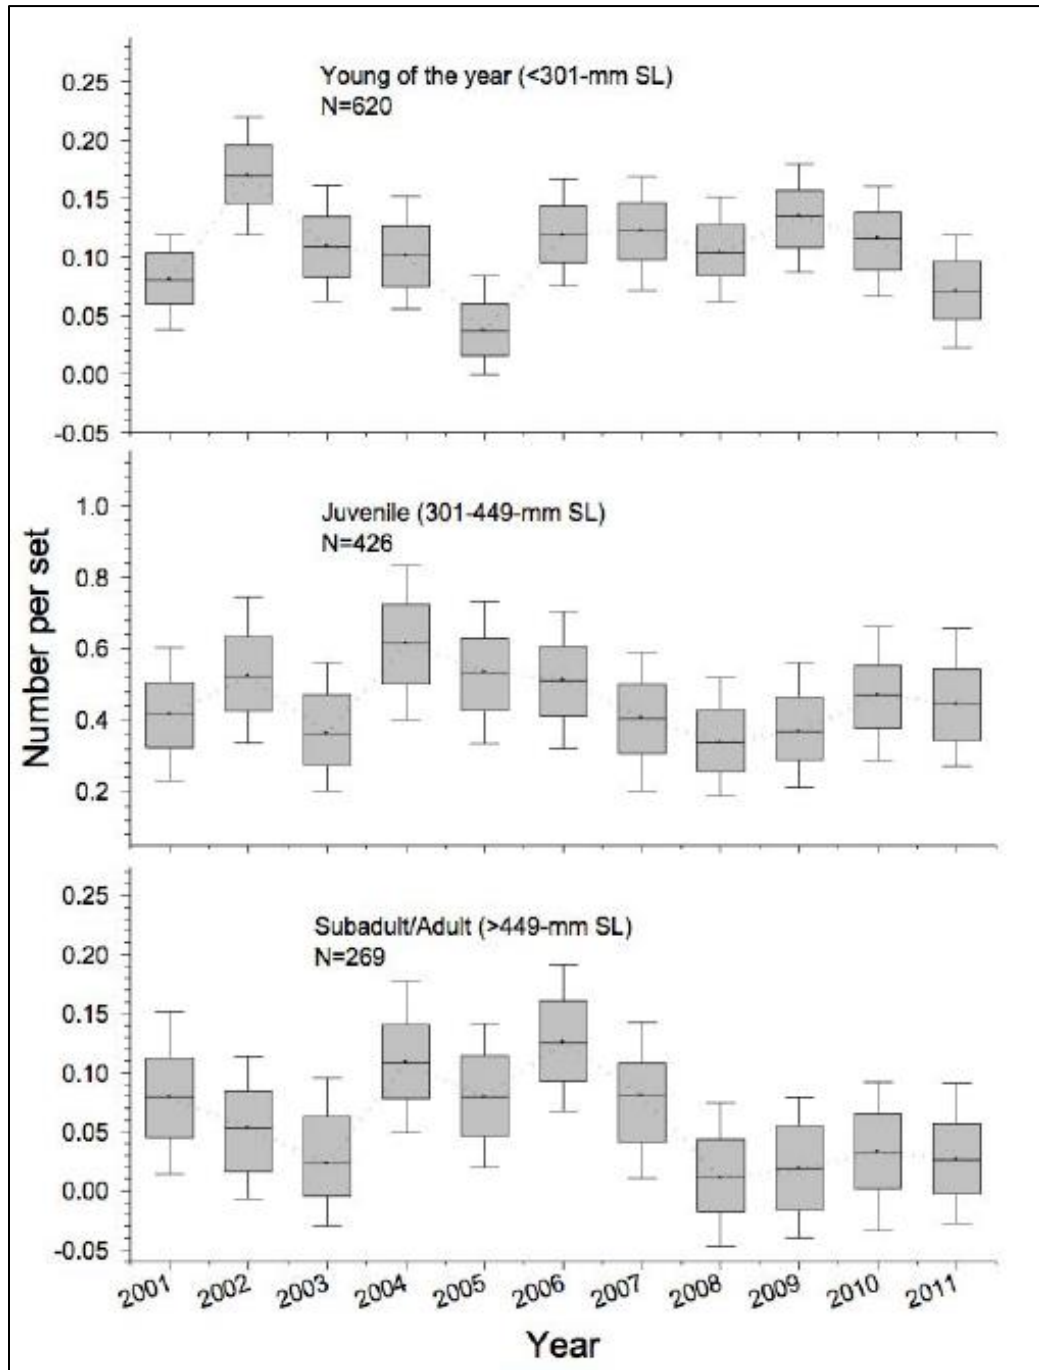 Young of the year (<301-mm SL)
N=620
0.25
0.20
0.15
0.10
0.05
0.00
-0.05
Juvenile (301-449-mm SL)
N=426
1.0
0.8
0.6
0.4
0.2
Number per set
Subadult/Adult (>449-mm SL)
N=269
0.25
0.20
0.15
0.10
0.05
0.00
-0.05
2001 2002 2003 2004 2005 2006 2007 2008 2009 2010 2011
Year